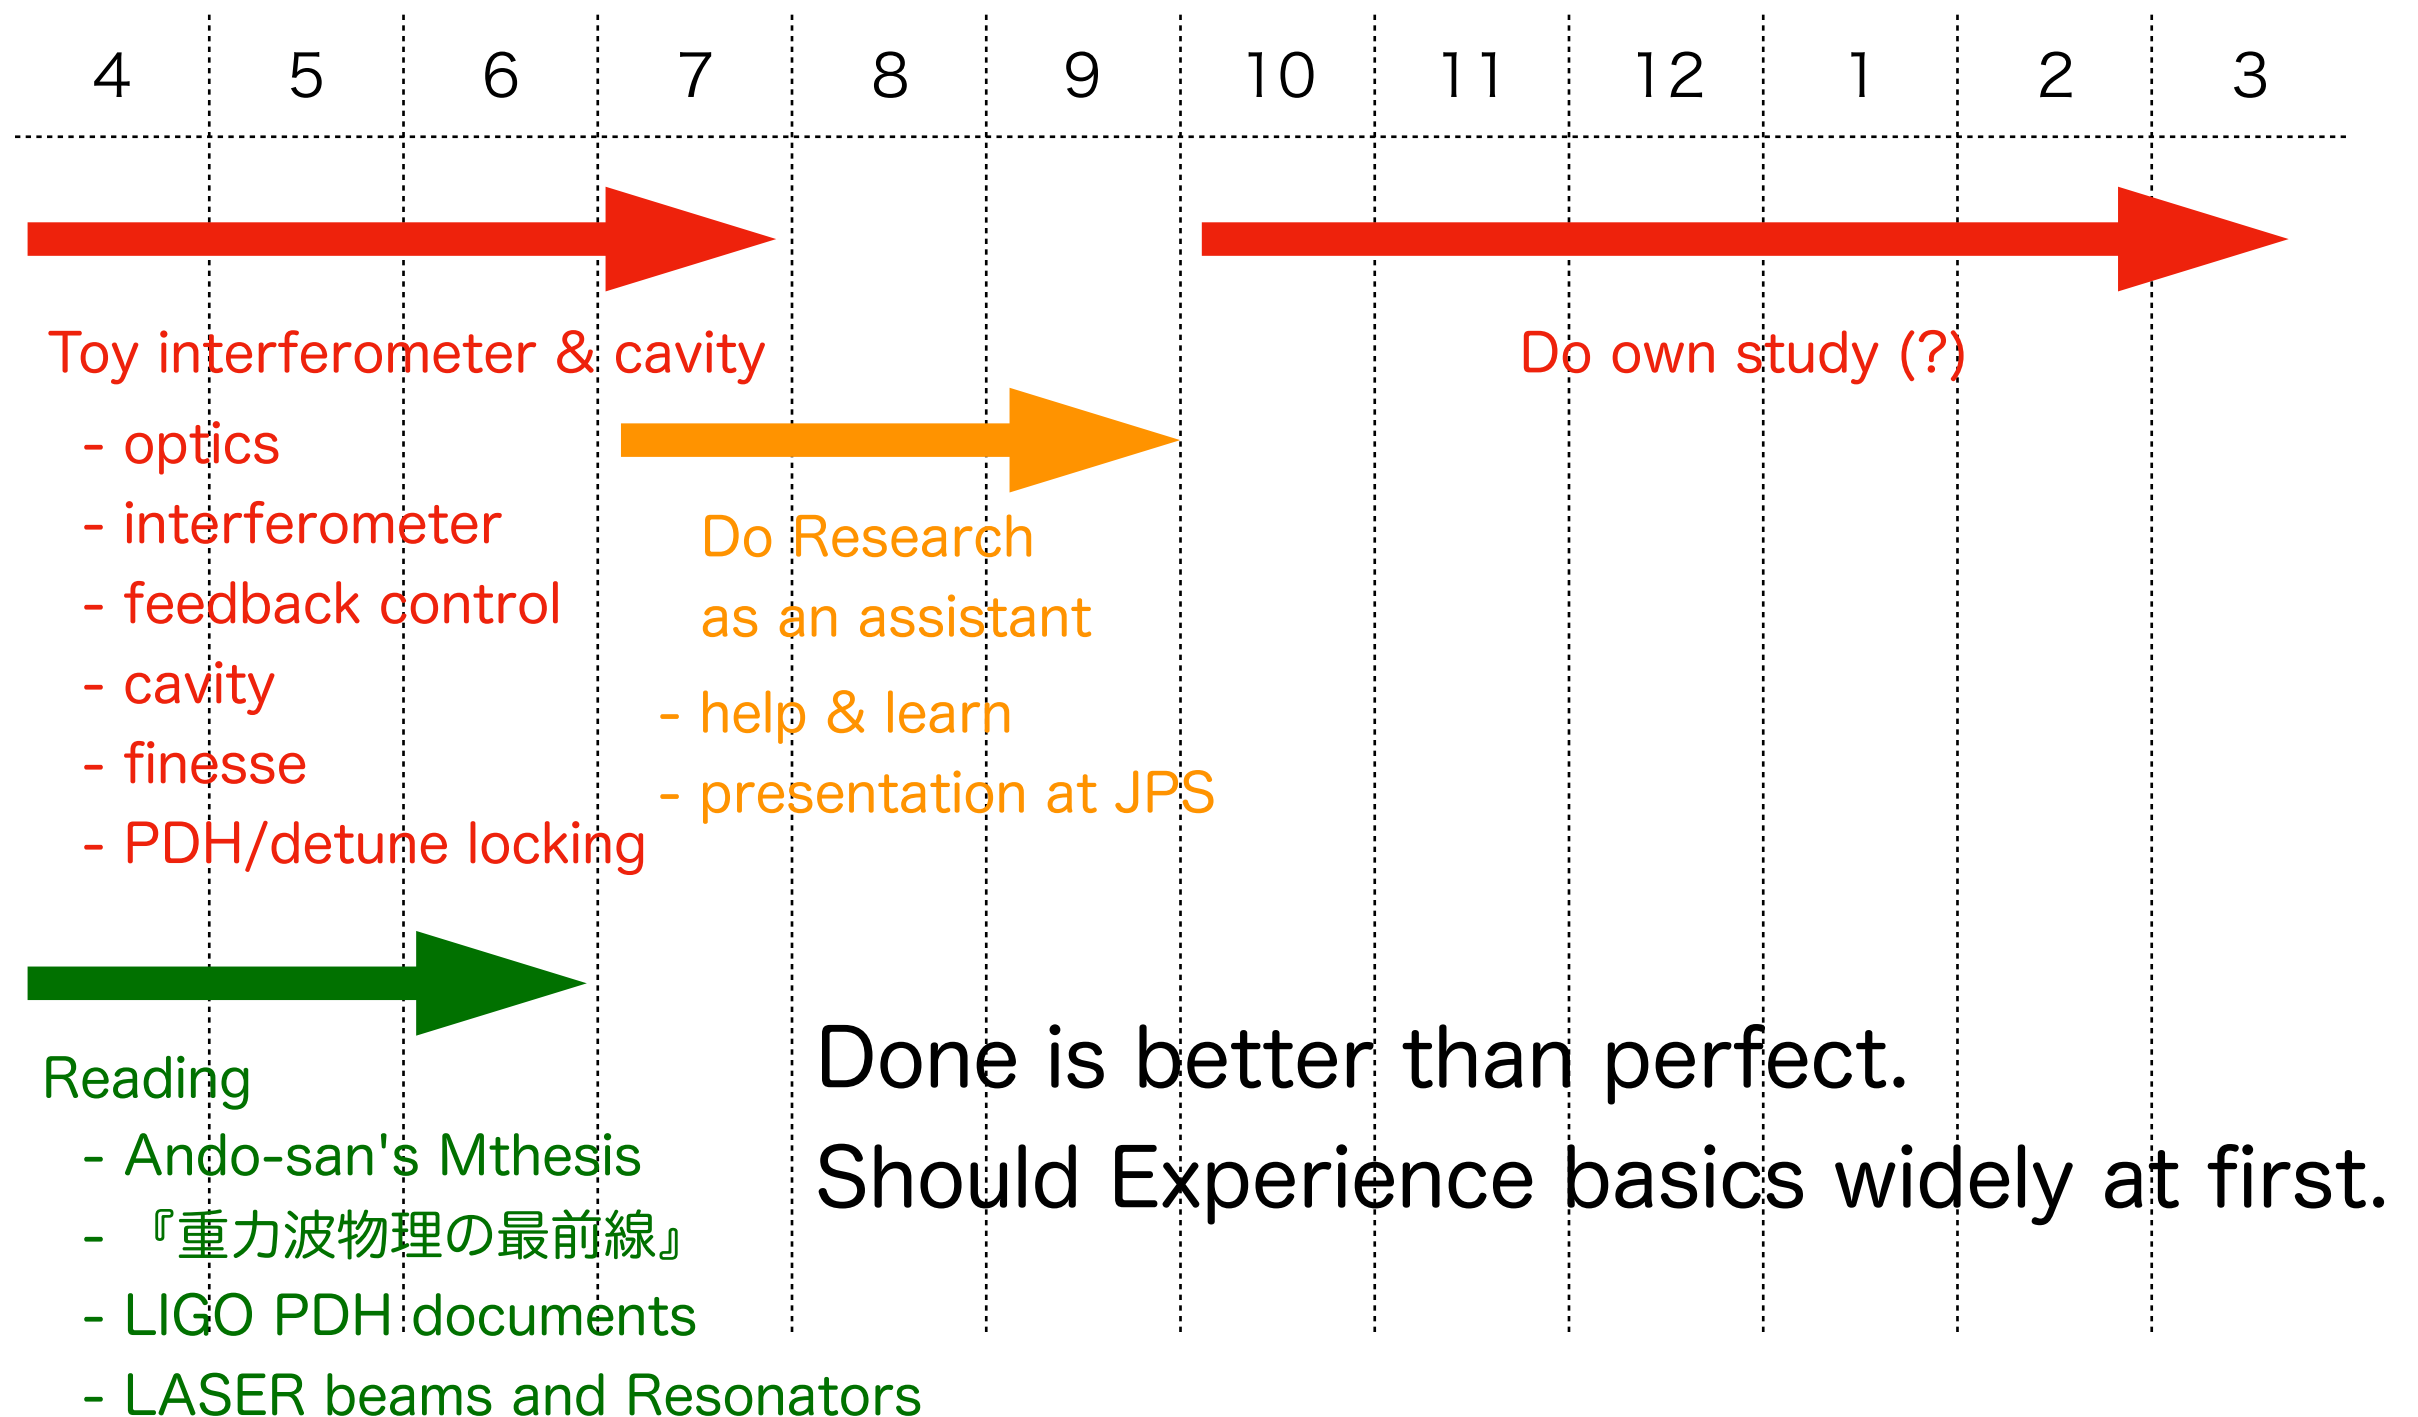 4 5 6 7 8 9 10 11 12 1 2 3
Toy interferometer & cavity
- optics
- interferometer
- feedback control
- cavity
- finesse
- PDH/detune locking
Do Research
as an assistant
- help & learn
- presentation at JPS
Do own study (?)
Reading
- Ando-san's Mthesis
- 『重力波物理の最前線』
- LIGO PDH documents
- LASER beams and Resonators
Done is better than perfect.
Should Experience basics widely at first.